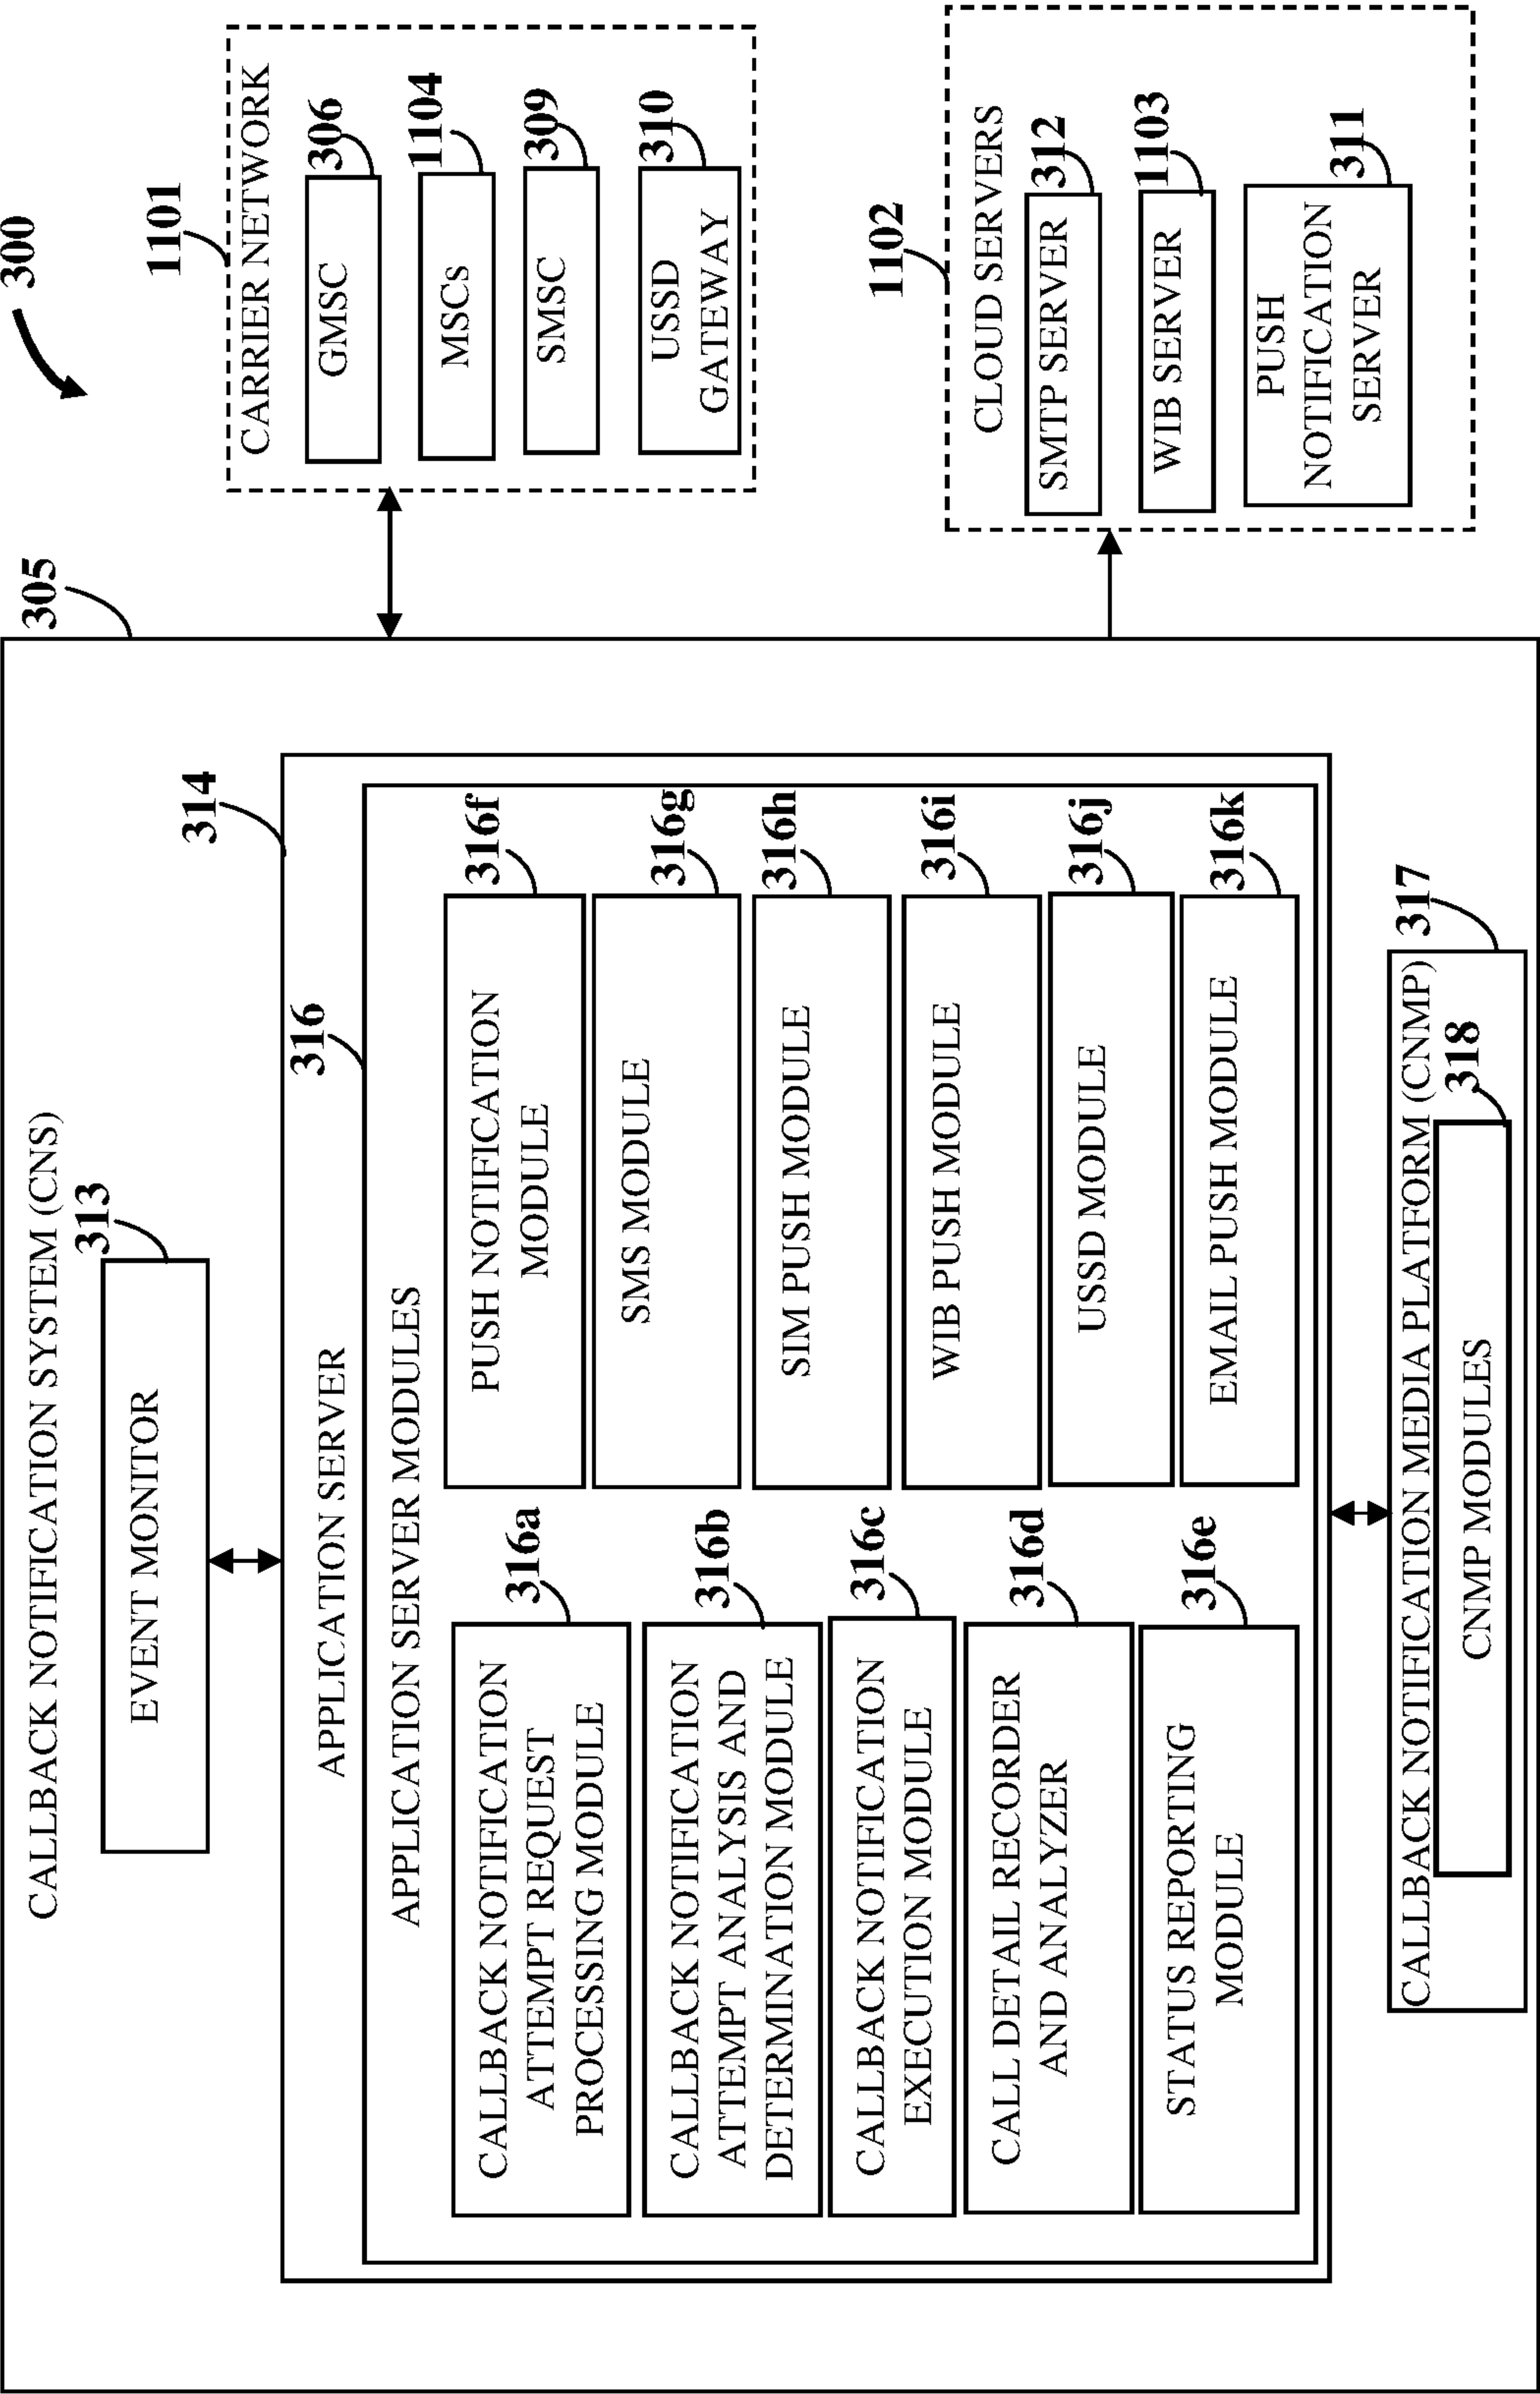 300
305
CALLBACK NOTIFICATION SYSTEM (CNS)
313
EVENT MONITOR
314
APPLICATION SERVER
316
APPLICATION SERVER MODULES
316a
CALLBACK NOTIFICATION
ATTEMPT REQUEST
PROCESSING MODULE
316b
CALLBACK NOTIFICATION
ATTEMPT ANALYSIS AND
DETERMINATION MODULE
316c
CALLBACK NOTIFICATION
EXECUTION MODULE
316d
CALL DETAIL RECORDER
AND ANALYZER
316e
STATUS REPORTING
MODULE
316f
PUSH NOTIFICATION
MODULE
316g
SMS MODULE
316h
SIM PUSH MODULE
316i
WIB PUSH MODULE
316j
USSD MODULE
316k
EMAIL PUSH MODULE
317
CALLBACK NOTIFICATION MEDIA PLATFORM (CNMP)
318
CNMP MODULES
1101
CARRIER NETWORK
306
GMSC
1104
MSCs
309
SMSC
310
USSD
GATEWAY
1102
CLOUD SERVERS
312
SMTP SERVER
1103
WIB SERVER
311
PUSH
NOTIFICATION
SERVER